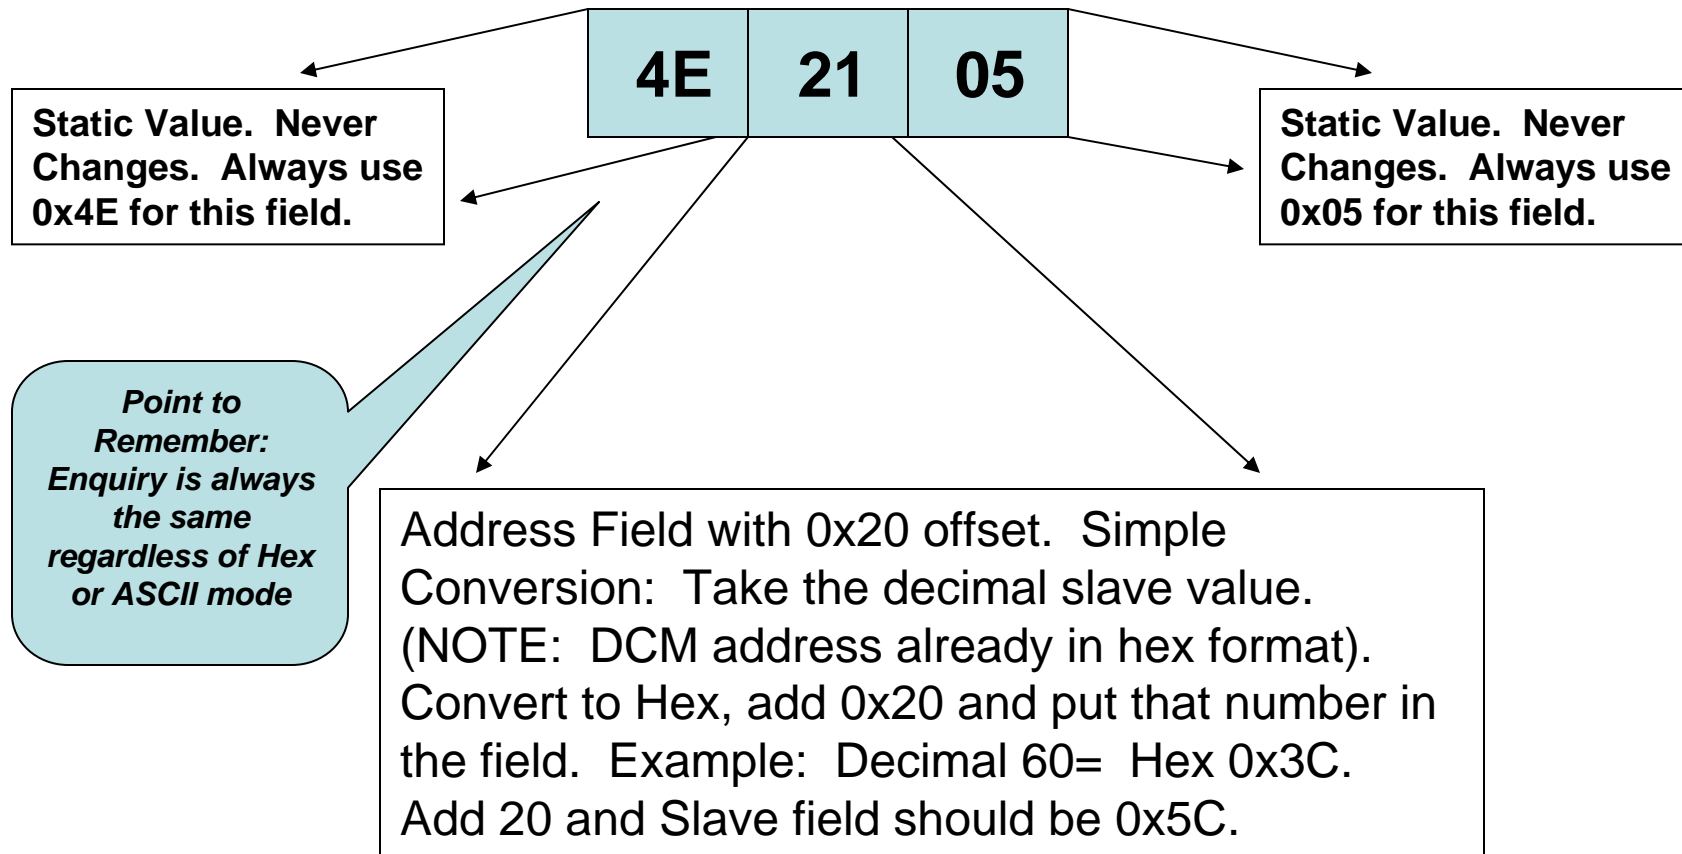 4E 21 05
Static Value. Never
Changes. Always use
0x4E for this field.
Static Value. Never
Changes. Always use
0x05 for this field.
Point to
Remember:
Enquiry is always
the same
regardless of Hex
or ASCII mode
Address Field with 0x20 offset. Simple
Conversion: Take the decimal slave value.
(NOTE: DCM address already in hex format).
Convert to Hex, add 0x20 and put that number in
the field. Example: Decimal 60= Hex 0x3C.
Add 20 and Slave field should be 0x5C.